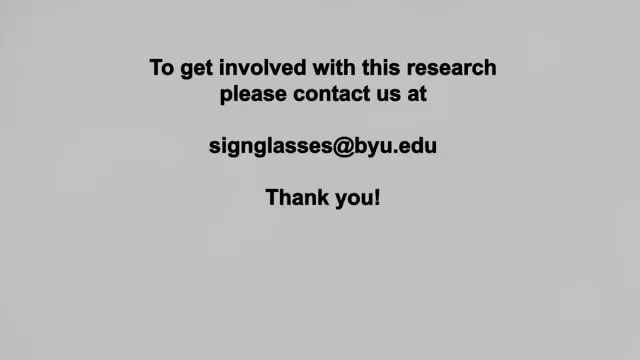 To get involved with this research
please contact us at
signglasses@byu.edu
Thank you!